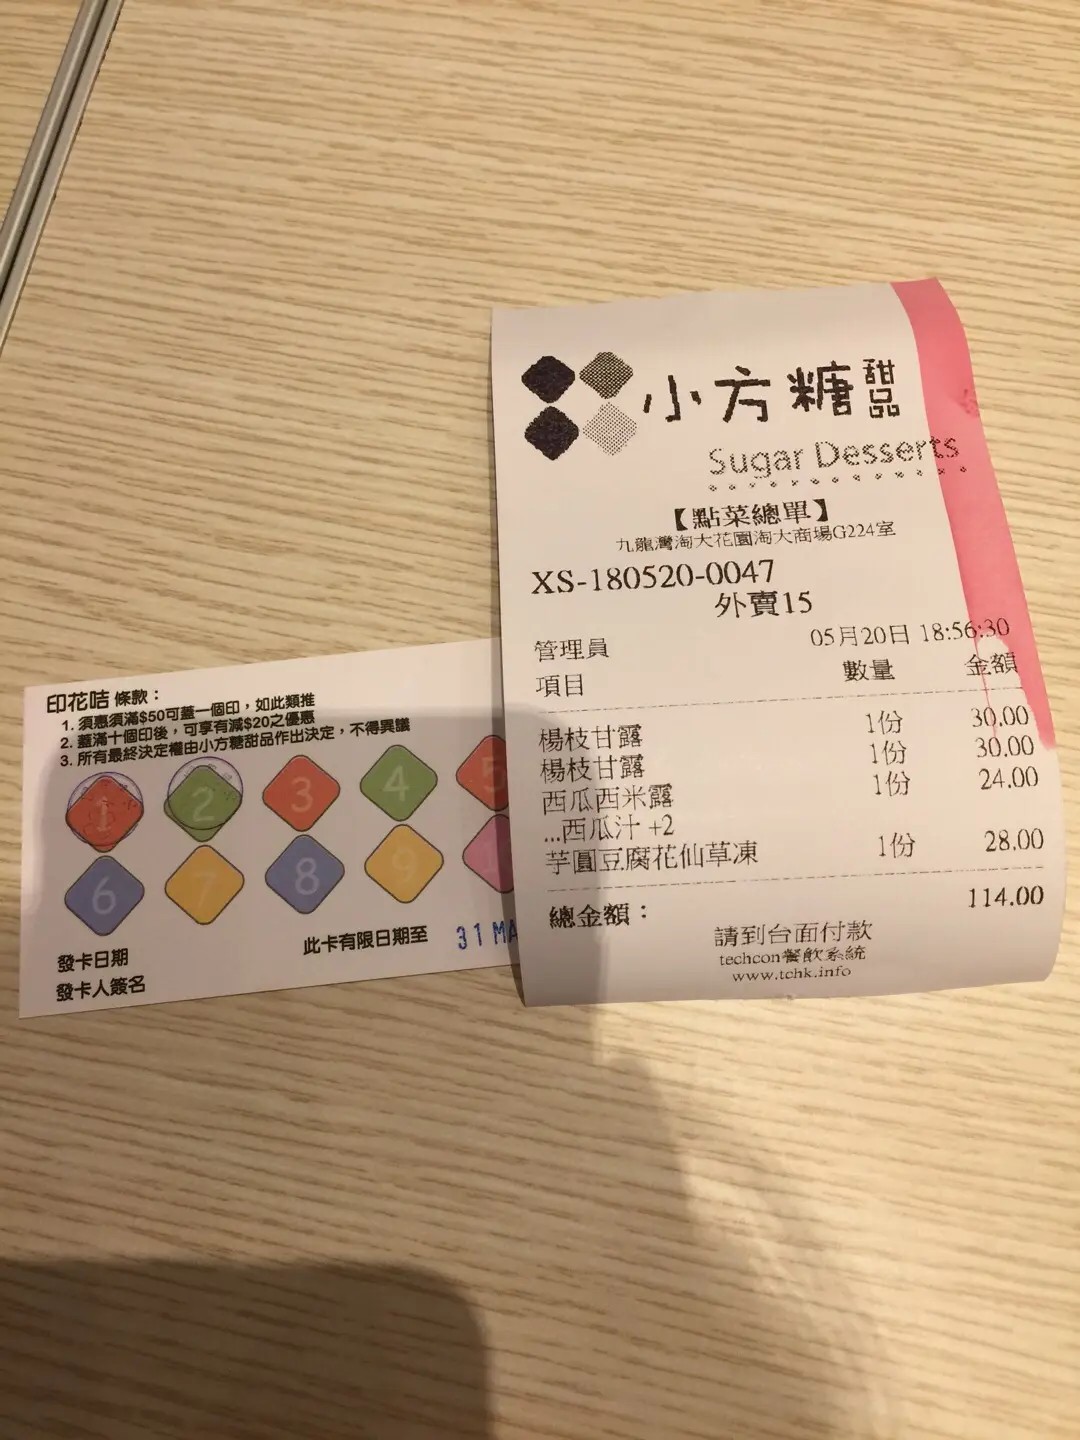 小方糖 甜品
Sugar Desserts
【點菜總單】
九龍灣淘大花園淘大商場G224室
XS-180520-0047
外賣15
管理員 05月20日 18:56:30
項目 數量 金額
楊枝甘露 1份 30.00
楊枝甘露 1份 30.00
西瓜西米露 1份 24.00
...西瓜汁 +2
芋圓豆腐花仙草凍 1份 28.00
總金額： 114.00
請到台面付款
techcon餐飲系統
www.tchk.info
印花咭 條款：
1. 須惠須滿$50可蓋一個印，如此類推
2. 蓋滿十個印後，可享有減$20之優惠
3. 所有最終決定權由小方糖甜品作出決定，不得異議
1 2 3 4 5
6 7 8 9 1
發卡日期 此卡有限日期至 31 MA
發卡人簽名